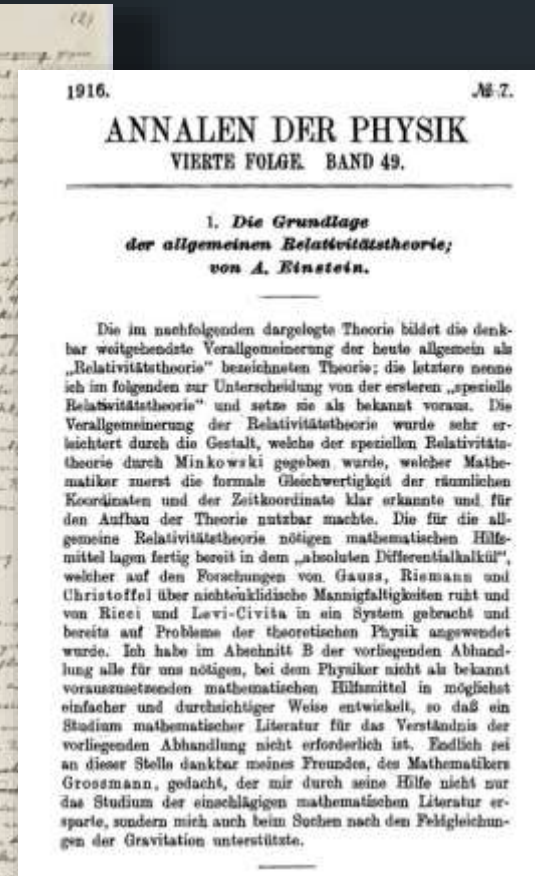 (2)
1916.
№ 7.
ANNALEN DER PHYSIK
VIERTE FOLGE. BAND 49.
1. Die Grundlage
der allgemeinen Relativitätstheorie;
von A. Einstein.
Die im nachfolgenden dargelegte Theorie bildet die denk-
bar weitgehendste Verallgemeinerung der heute allgemein als
„Relativitätstheorie“ bezeichneten Theorie; die letztere nenne
ich im folgenden zur Unterscheidung von der ersteren „spezielle
Relativitätstheorie“ und setze sie als bekannt voraus. Die
Verallgemeinerung der Relativitätstheorie wurde sehr er-
leichtert durch die Gestalt, welche der speziellen Relativitäts-
theorie durch Minkowski gegeben wurde, welcher Mathe-
matiker zuerst die formale Gleichwertigkeit der räumlichen
Koordinaten und der Zeitkoordinate klar erkannte und für
den Aufbau der Theorie nutzbar machte. Die für die all-
gemeine Relativitätstheorie nötigen mathematischen Hilfs-
mittel lagen fertig bereit in dem „absoluten Differentialkalkül“,
welcher auf den Forschungen von Gauss, Riemann und
Christoffel über nichteuklidische Mannigfaltigkeiten ruht und
von Ricci und Levi-Civita in ein System gebracht und
bereits auf Probleme der theoretischen Physik angewendet
wurde. Ich habe im Abschnitt B der vorliegenden Abhand-
lung alle für uns nötigen, bei dem Physiker nicht als bekannt
vorauszusetzenden mathematischen Hilfsmittel in möglichst
einfacher und durchsichtiger Weise entwickelt, so daß ein
Studium mathematischer Literatur für das Verständnis der
vorliegenden Abhandlung nicht erforderlich ist. Endlich sei
an dieser Stelle dankbar meines Freundes, des Mathematikers
Grossmann, gedacht, der mir durch seine Hilfe nicht nur
das Studium der einschlägigen mathematischen Literatur er-
sparte, sondern mich auch beim Suchen nach den Feldgleichun-
gen der Gravitation unterstützte.